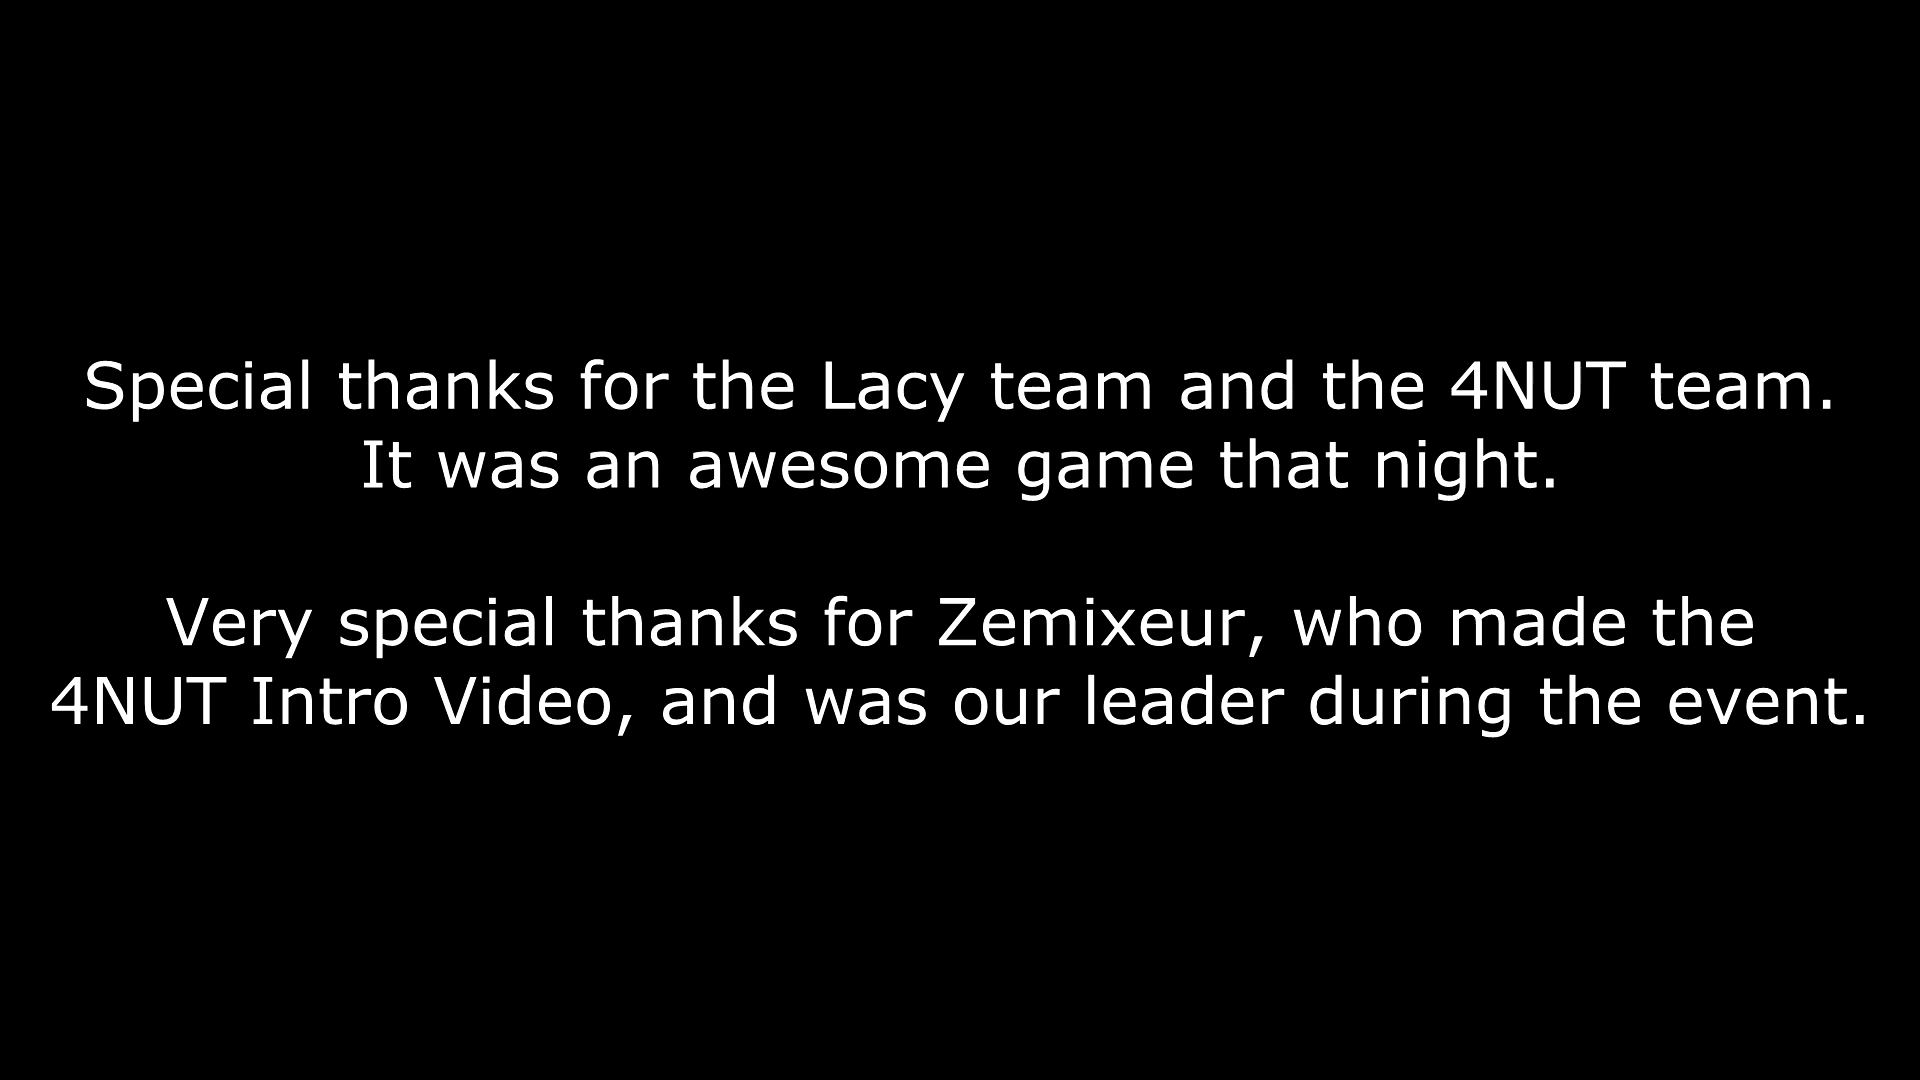 Special thanks for the Lacy team and the 4NUT team.
It was an awesome game that night.
Very special thanks for Zemixeur, who made the
4NUT Intro Video, and was our leader during the event.